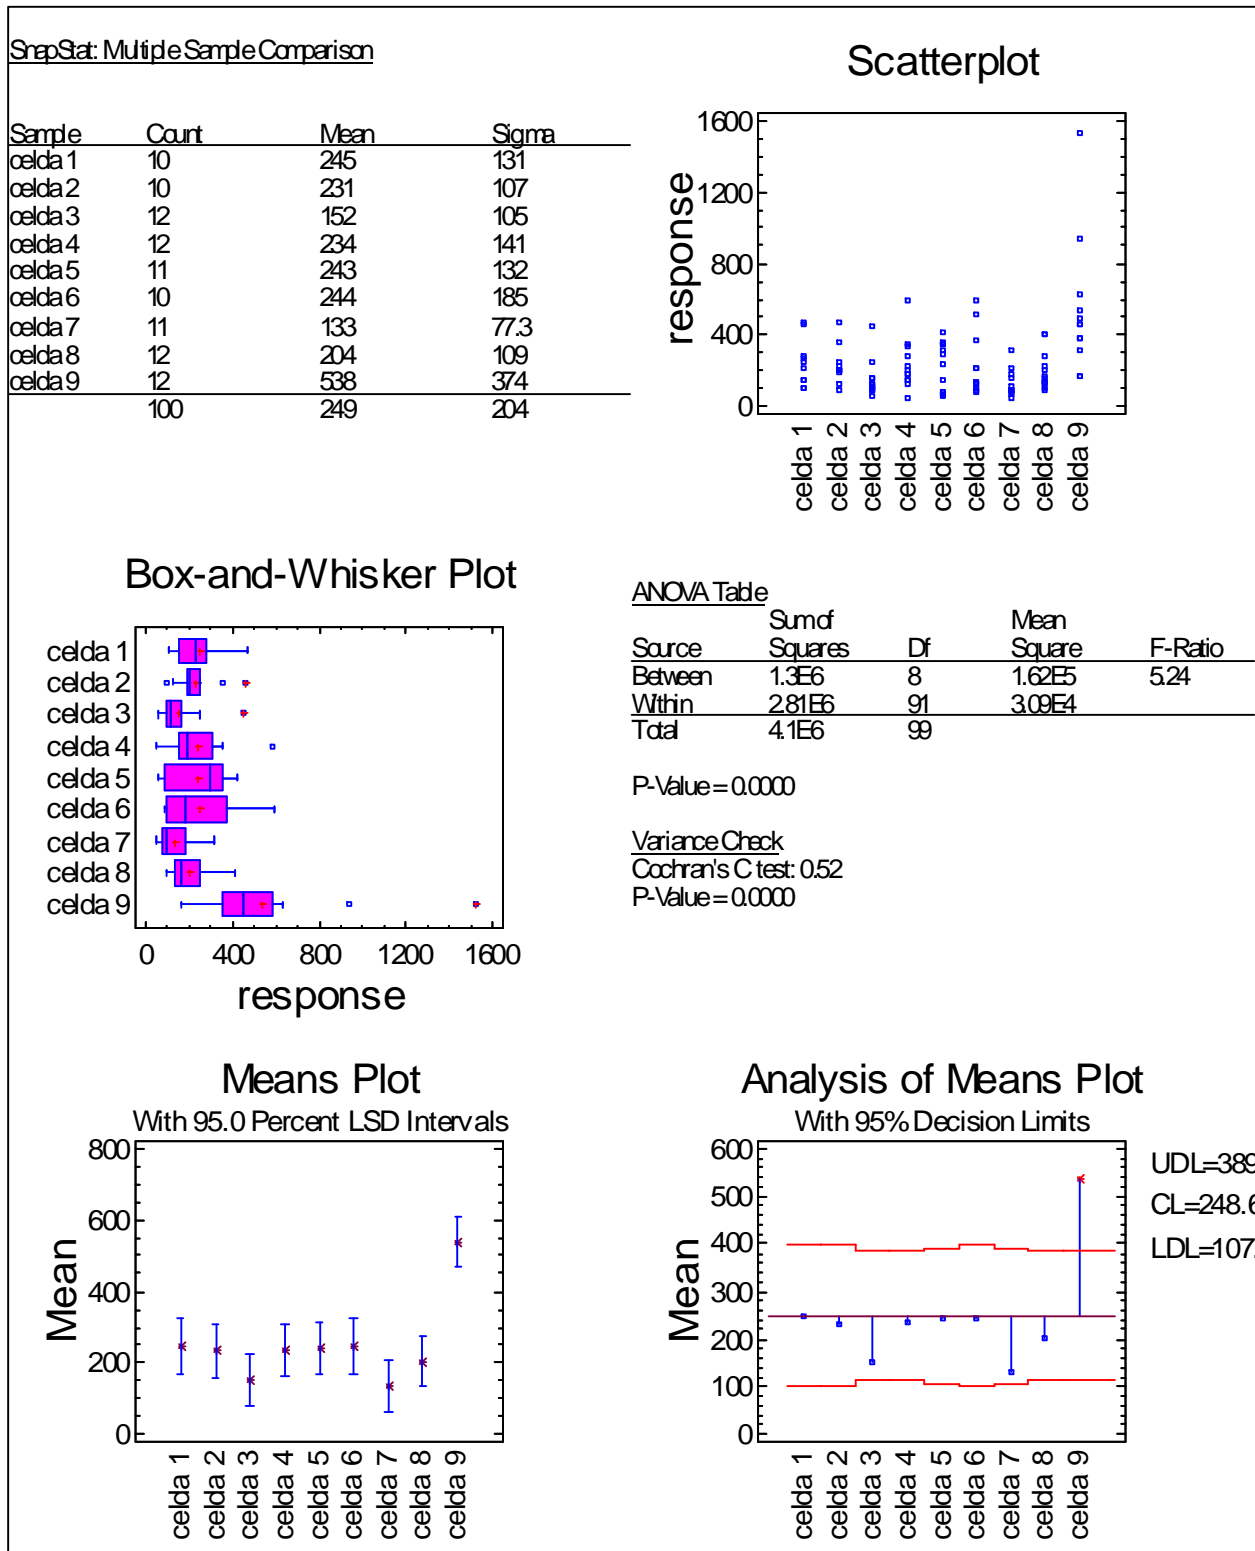 SnapStat: Multiple Sample Comparison
Sample Count Mean Sigma
celda 1 10 245 131
celda 2 10 231 107
celda 3 12 152 105
celda 4 12 234 141
celda 5 11 243 132
celda 6 10 244 185
celda 7 11 133 77.3
celda 8 12 204 109
celda 9 12 538 374
100 249 204
Scatterplot
response
1600
1200
800
400
0
celda 1
celda 2
celda 3
celda 4
celda 5
celda 6
celda 7
celda 8
celda 9
Box-and-Whisker Plot
celda 1
celda 2
celda 3
celda 4
celda 5
celda 6
celda 7
celda 8
celda 9
0 400 800 1200 1600
response
ANOVA Table
Sum of Mean
Source Squares Df Square F-Ratio
Between 1.3E6 8 1.62E5 5.24
Within 2.81E6 91 3.09E4
Total 4.1E6 99
P-Value = 0.0000
Variance Check
Cochran's C test: 0.52
P-Value = 0.0000
Means Plot
With 95.0 Percent LSD Intervals
Mean
800
600
400
200
0
celda 1
celda 2
celda 3
celda 4
celda 5
celda 6
celda 7
celda 8
celda 9
Analysis of Means Plot
With 95% Decision Limits
Mean
600
500
400
300
200
100
0
celda 1
celda 2
celda 3
celda 4
celda 5
celda 6
celda 7
celda 8
celda 9
UDL=389
CL=248.6
LDL=107.